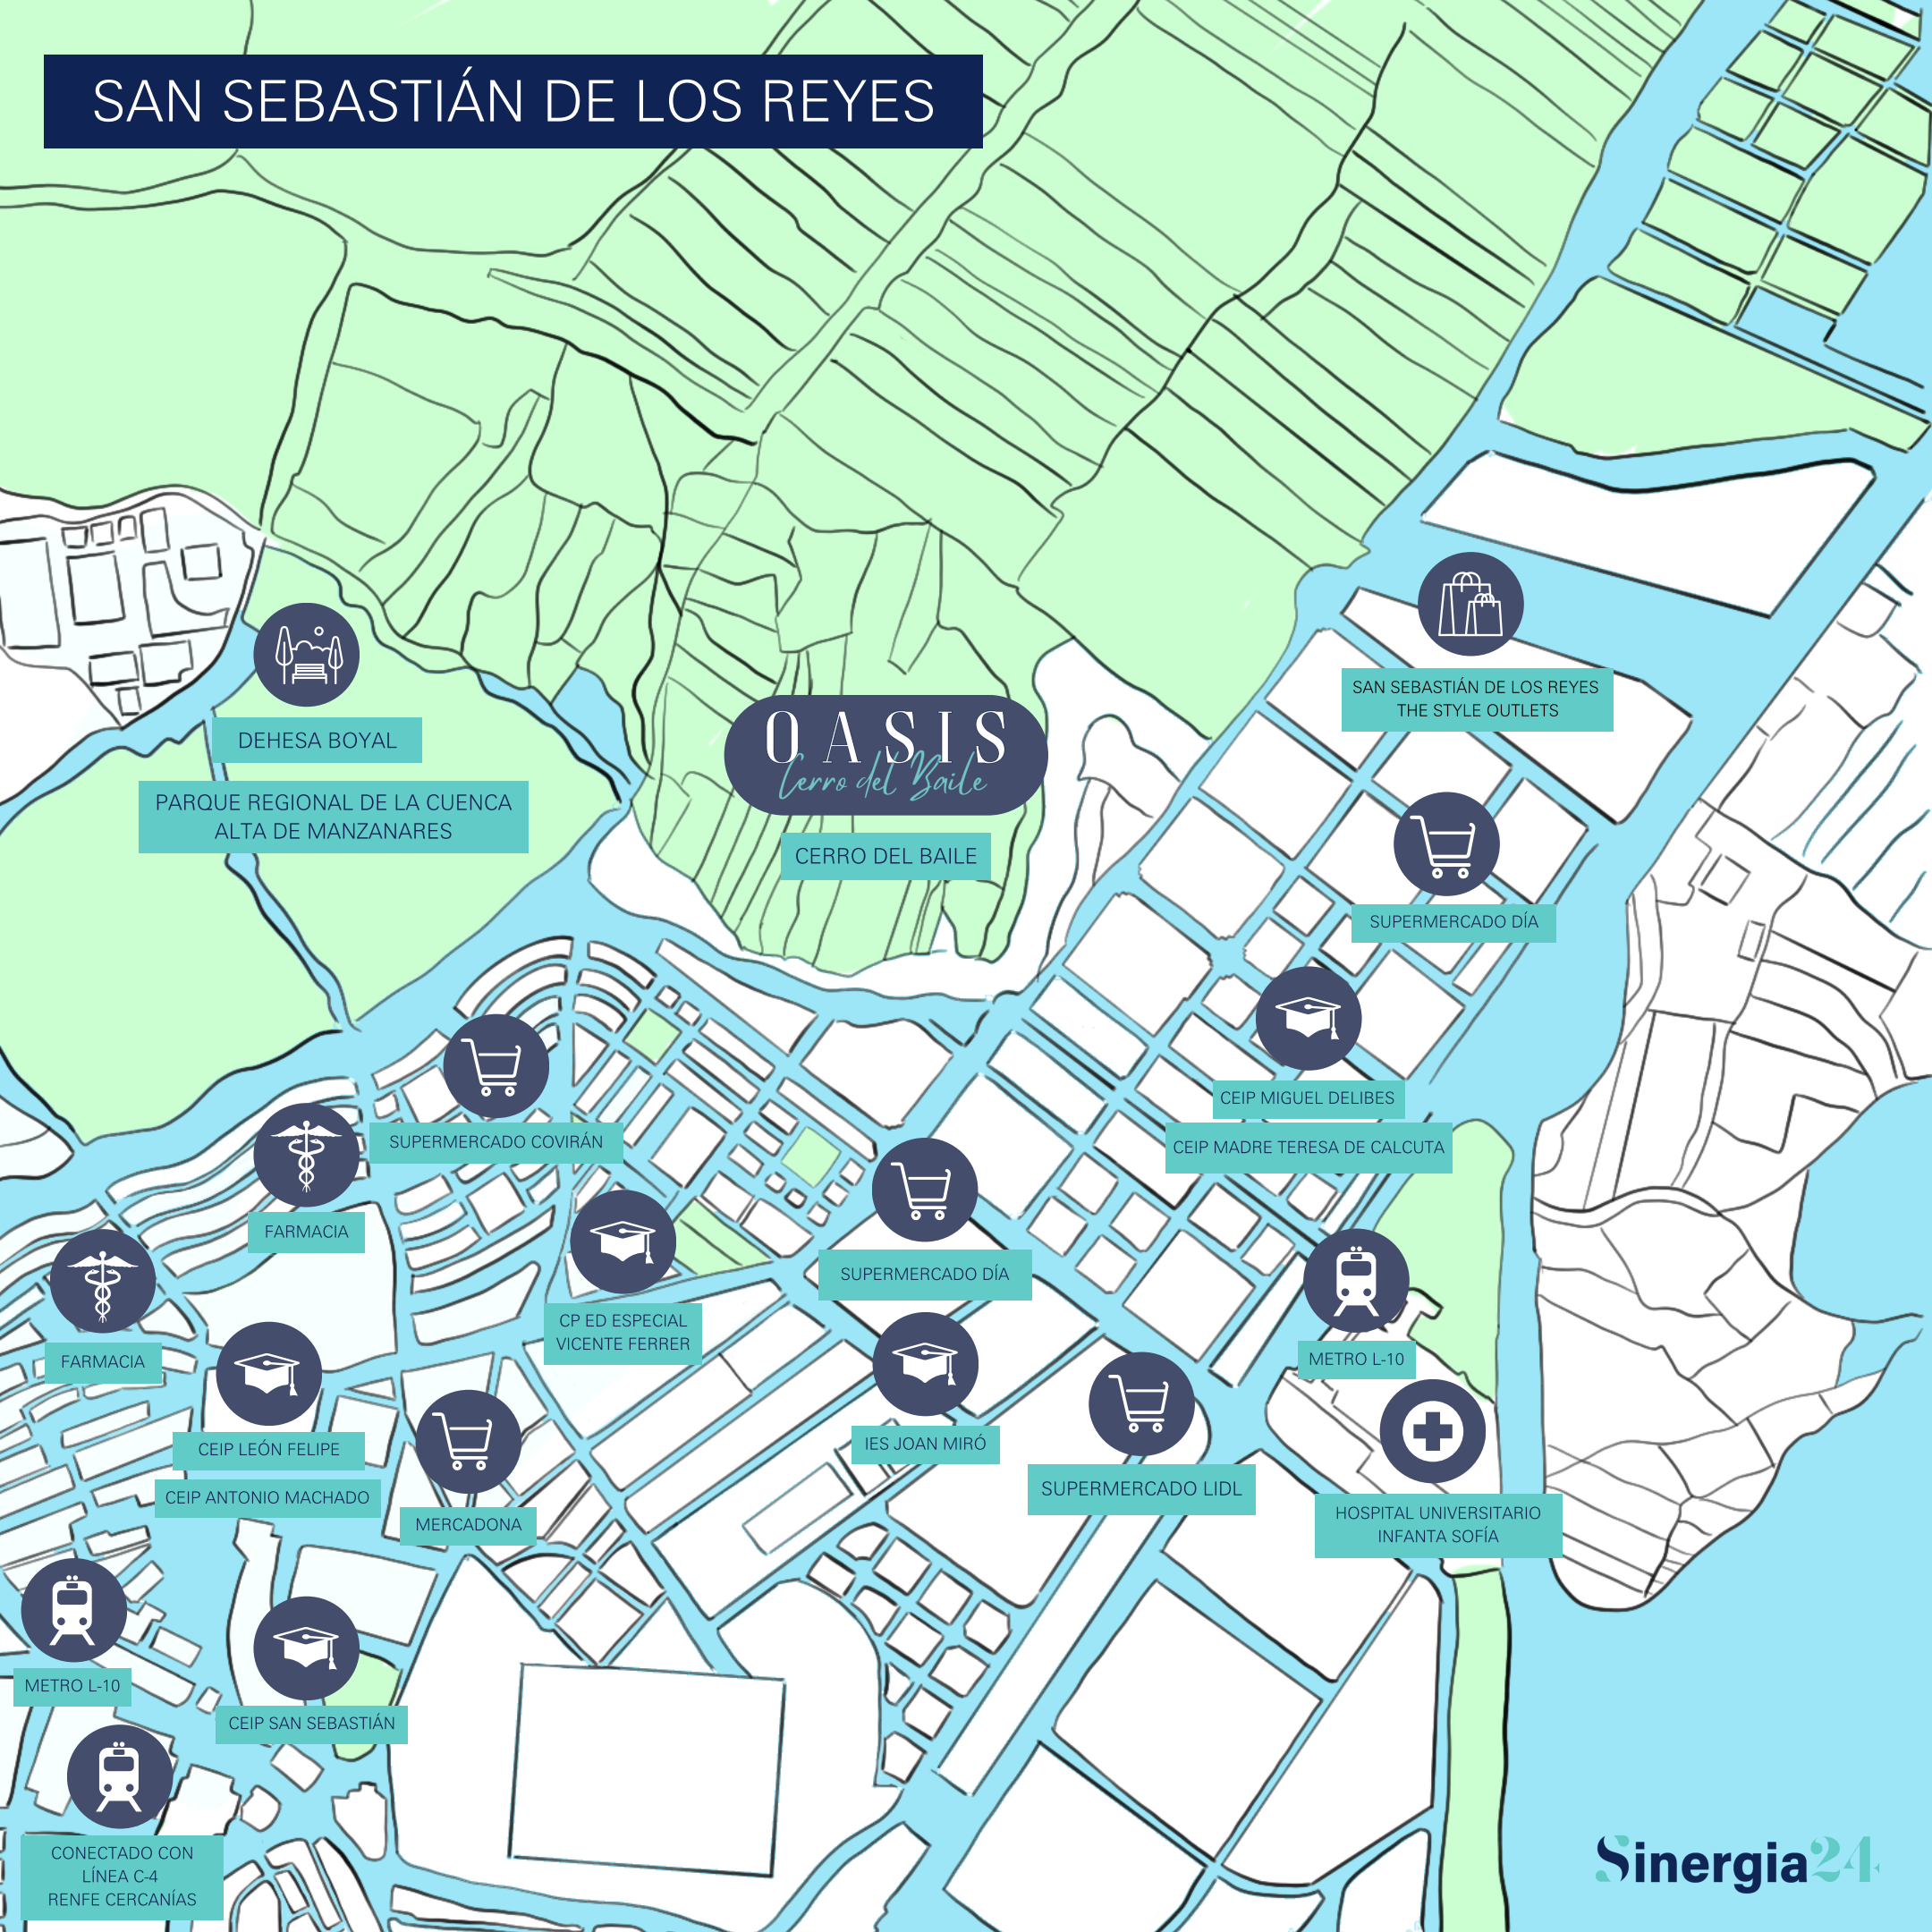 SAN SEBASTIÁN DE LOS REYES
SAN SEBASTIÁN DE LOS REYES
THE STYLE OUTLETS
DEHESA BOYAL
PARQUE REGIONAL DE LA CUENCA
ALTA DE MANZANARES
OASIS
Cerro del Baile
CERRO DEL BAILE
SUPERMERCADO DÍA
CEIP MIGUEL DELIBES
CEIP MADRE TERESA DE CALCUTA
SUPERMERCADO COVIRÁN
FARMACIA
SUPERMERCADO DÍA
CP ED ESPECIAL
VICENTE FERRER
FARMACIA
METRO L-10
CEIP LEÓN FELIPE
CEIP ANTONIO MACHADO
IES JOAN MIRÓ
SUPERMERCADO LIDL
MERCADONA
HOSPITAL UNIVERSITARIO
INFANTA SOFÍA
METRO L-10
CEIP SAN SEBASTIÁN
CONECTADO CON
LÍNEA C-4
RENFE CERCANÍAS
Sinergia24